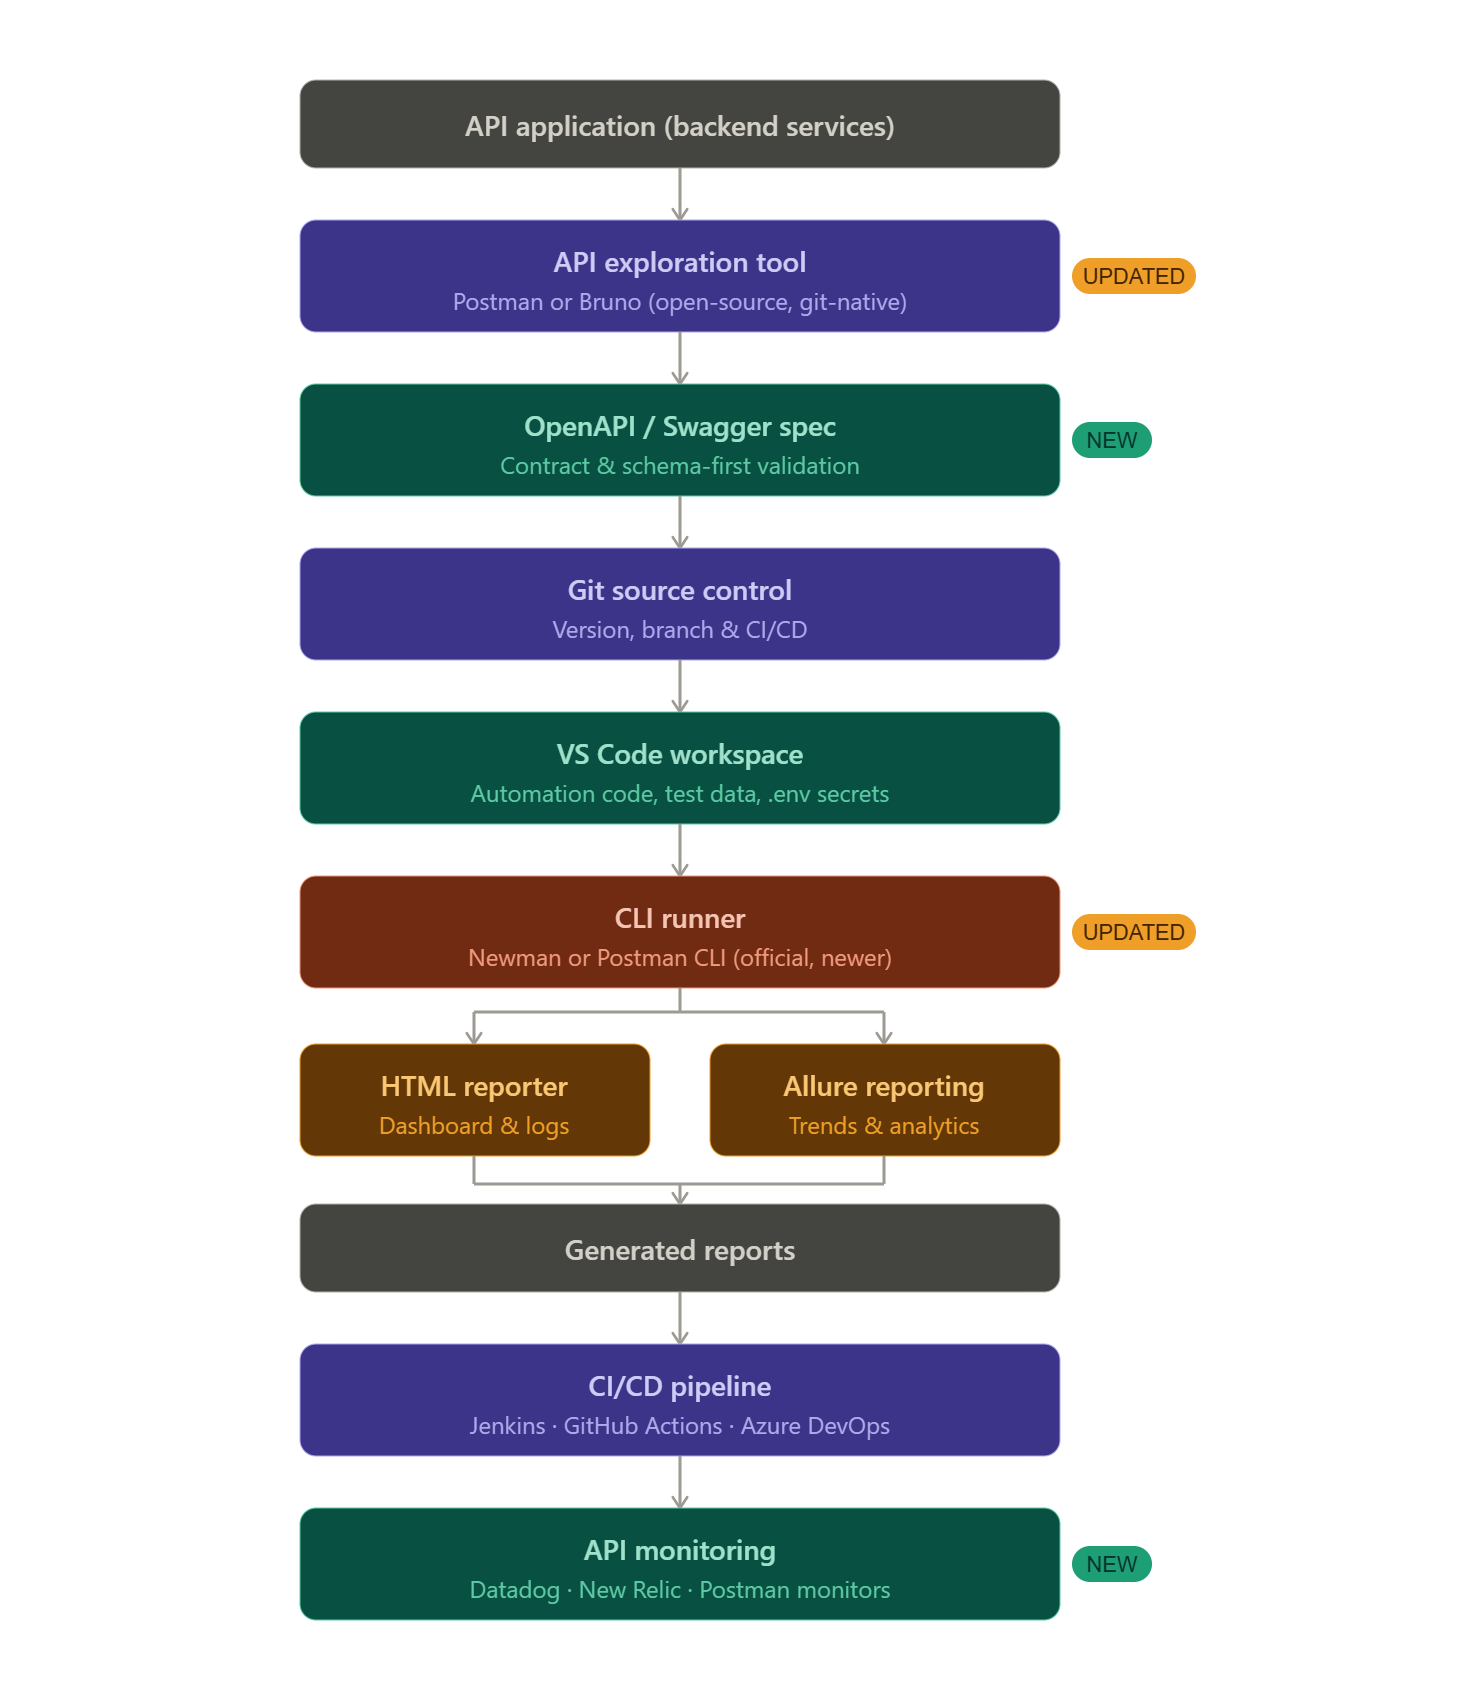 API application (backend services)
API exploration tool
Postman or Bruno (open-source, git-native)
UPDATED
OpenAPI / Swagger spec
Contract & schema-first validation
NEW
Git source control
Version, branch & CI/CD
VS Code workspace
Automation code, test data, .env secrets
CLI runner
Newman or Postman CLI (official, newer)
UPDATED
HTML reporter
Dashboard & logs
Allure reporting
Trends & analytics
Generated reports
CI/CD pipeline
Jenkins · GitHub Actions · Azure DevOps
API monitoring
Datadog · New Relic · Postman monitors
NEW